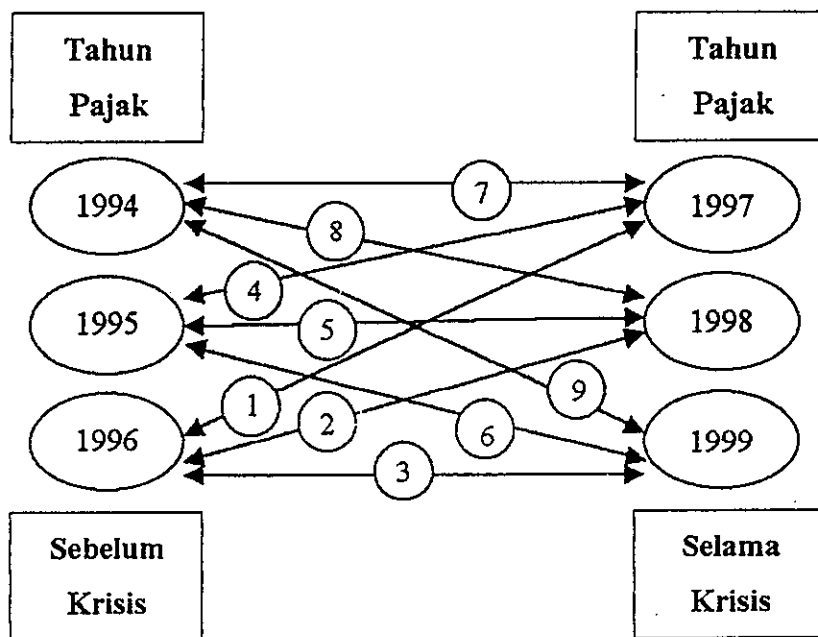 Tahun
Pajak
Tahun
Pajak
1994
7
1997
8
4
1995
5
1998
1
9
2
6
1996
3
1999
Sebelum
Krisis
Selama
Krisis